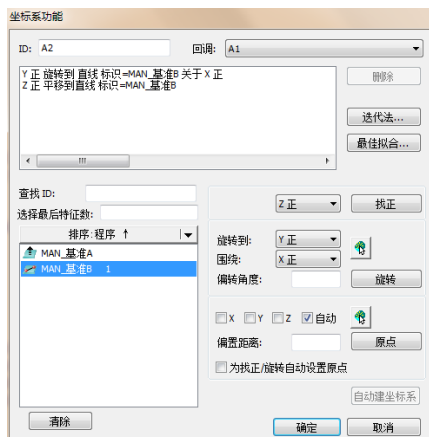 坐标系功能
ID: A2 回调: A1
Y 正 旋转到 直线 标识=MAN_基准B 关于 X 正
Z 正 平移到直线 标识=MAN_基准B
删除
迭代法...
最佳拟合...
查找 ID:
选择最后特征数:
排序:程序 ↑
MAN_基准A
MAN_基准B 1
Z 正 找正
旋转到: Y 正
围绕: X 正
偏转角度: 旋转
X Y Z 自动
偏置距离: 原点
为找正/旋转自动设置原点
自动建坐标系
清除 确定 取消